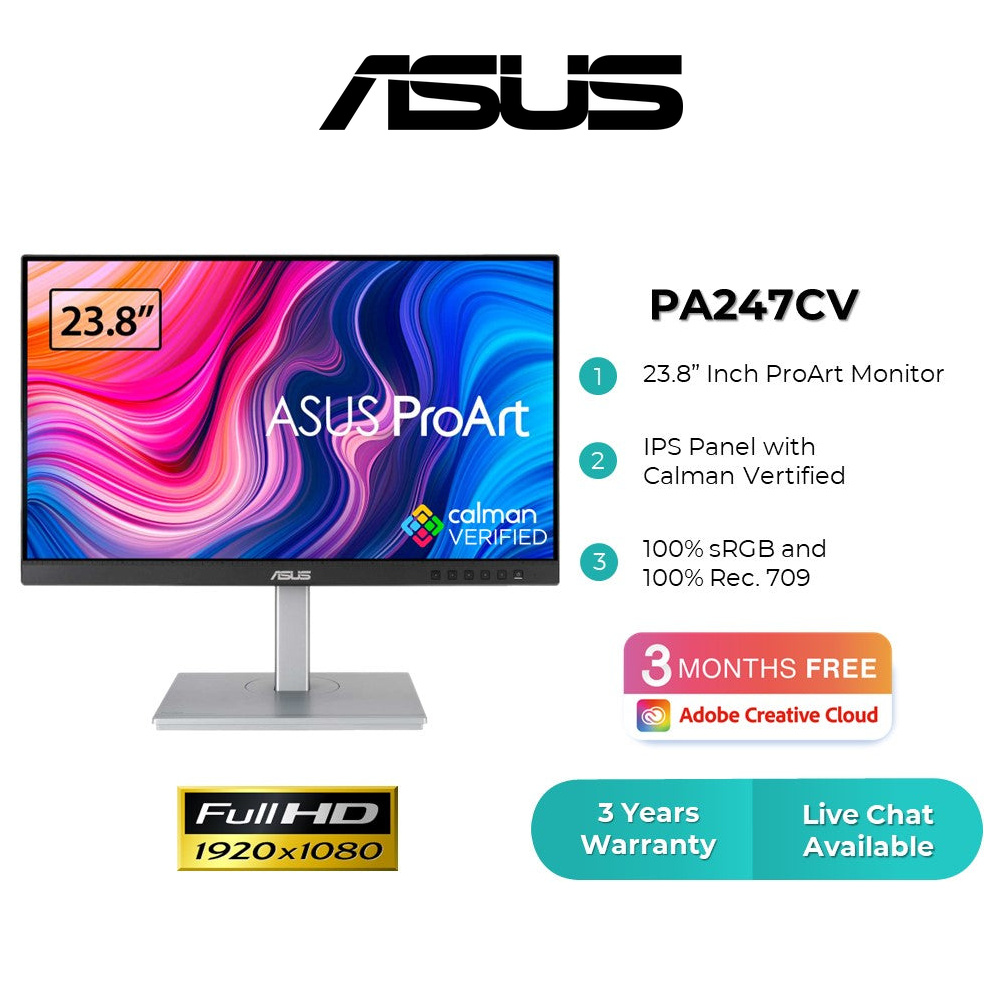 ASUS
23.8”
ASUS ProArt
calman
VERIFIED
ASUS
PA247CV
1
23.8” Inch ProArt Monitor
2
IPS Panel with
Calman Vertified
3
100% sRGB and
100% Rec. 709
3 MONTHS FREE
Adobe Creative Cloud
Full HD
1920x1080
3 Years
Warranty
Live Chat
Available